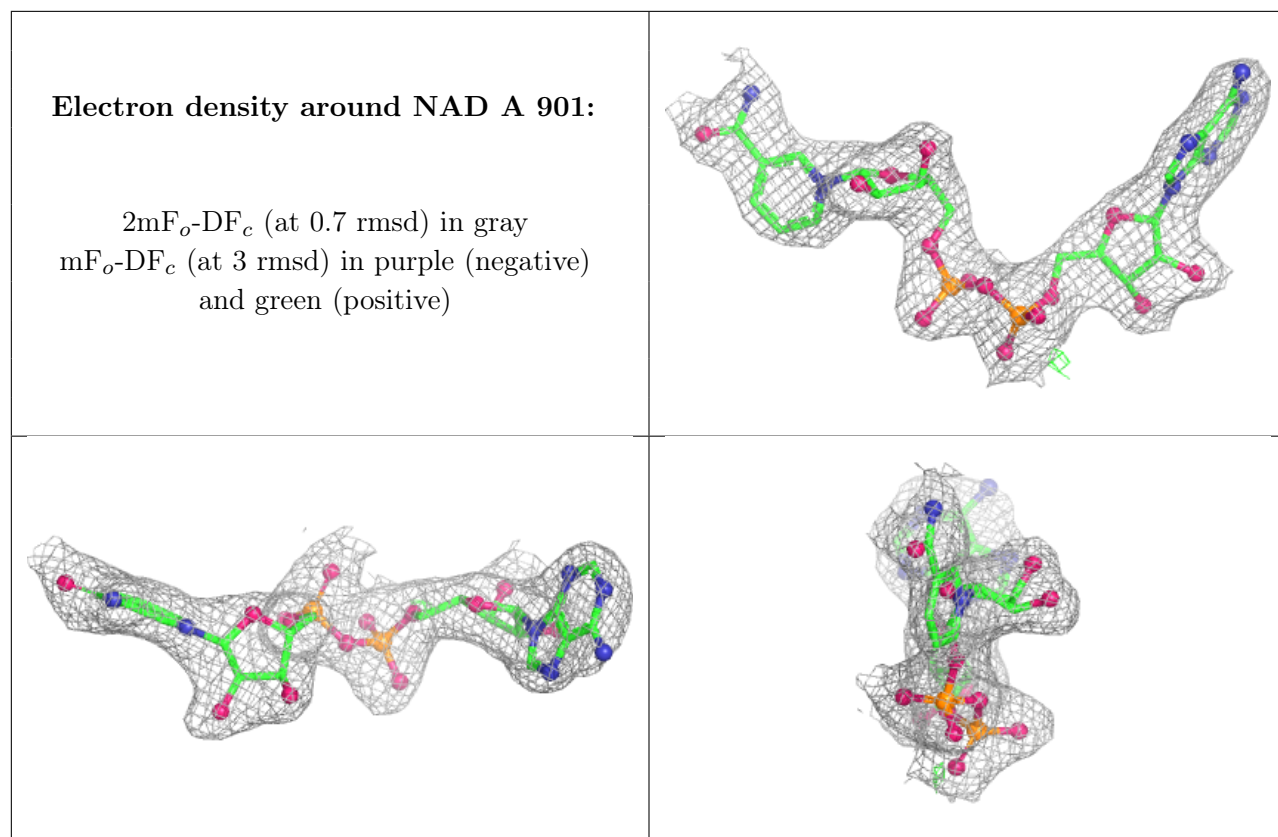 Electron density around NAD A 901:
2mFo-DFc (at 0.7 rmsd) in gray
mFo-DFc (at 3 rmsd) in purple (negative)
and green (positive)